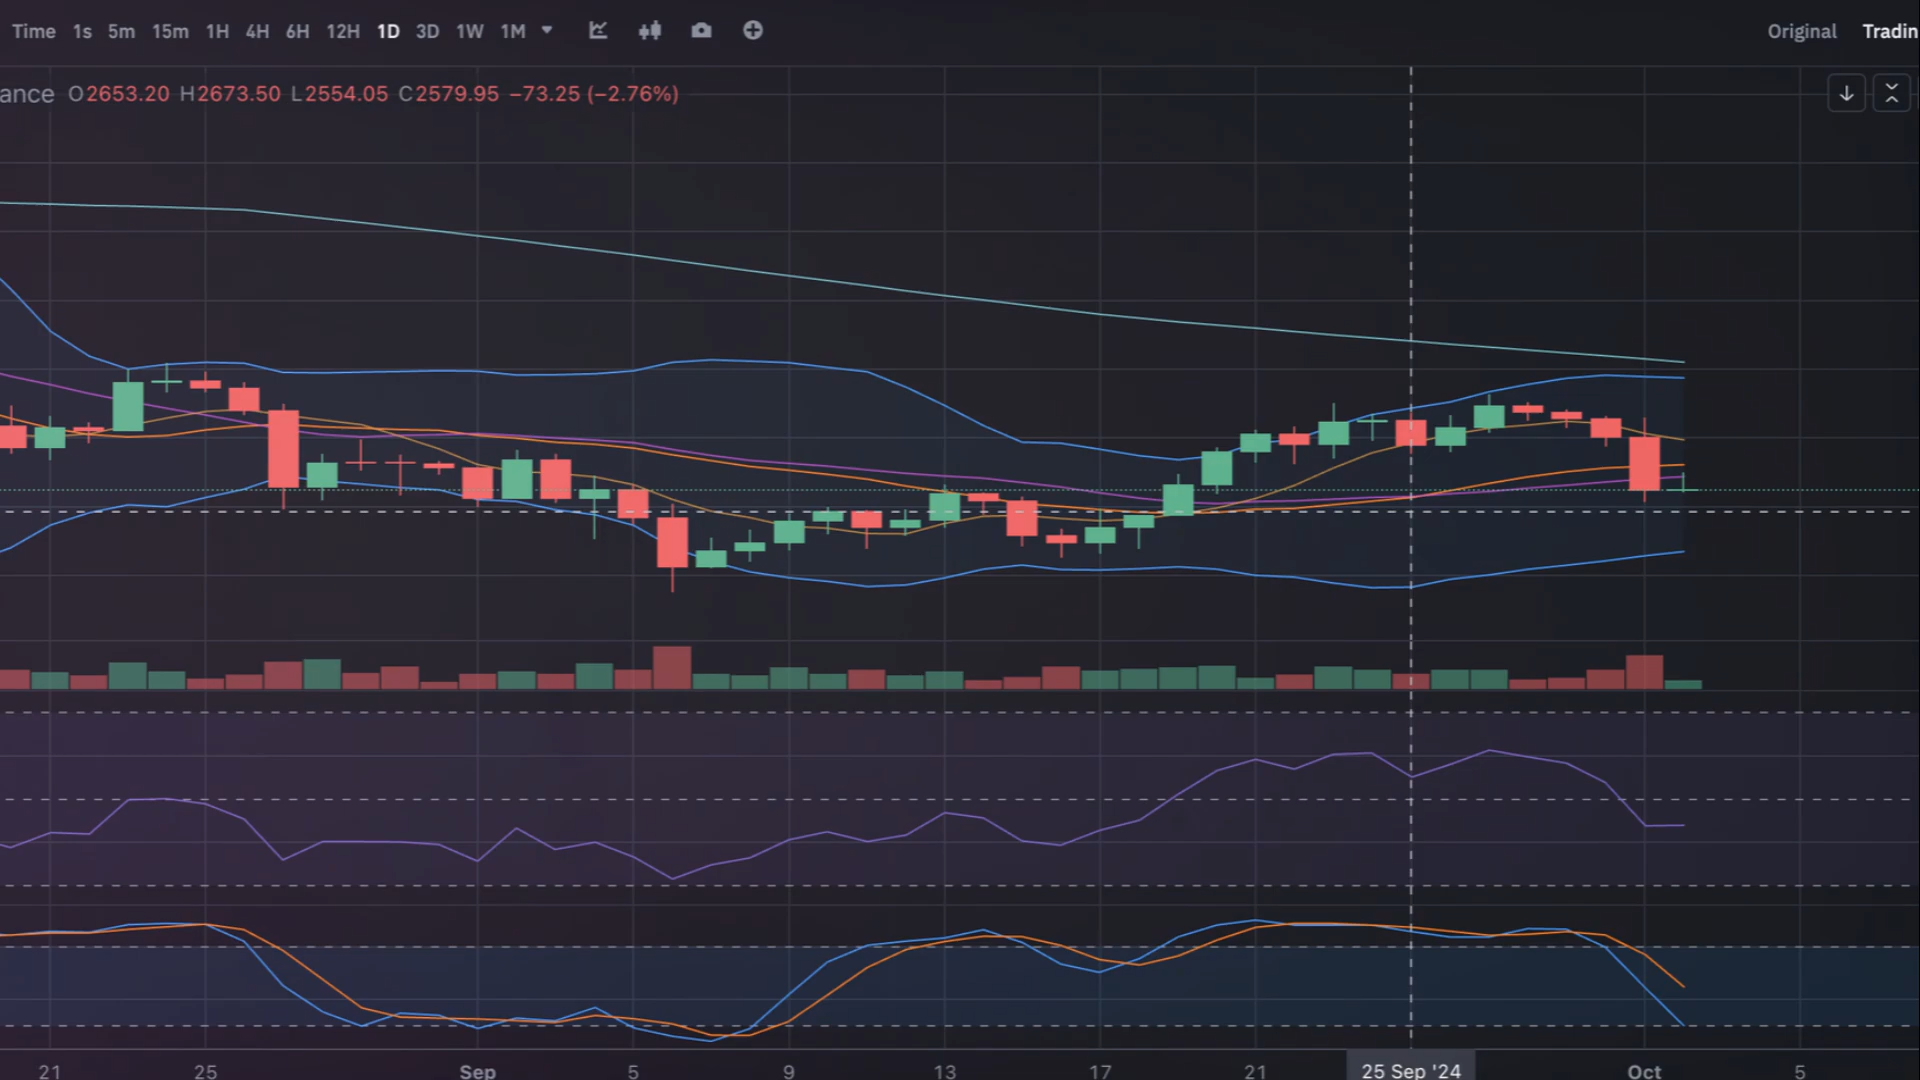 Time 1s 5m 15m 1H 4H 6H 12H 1D 3D 1W 1M Original Tradin
ance O2653.20 H2673.50 L2554.05 C2579.95 −73.25 (−2.76%)
21 25 Sep 5 9 13 17 21 25 Sep '24 Oct 5